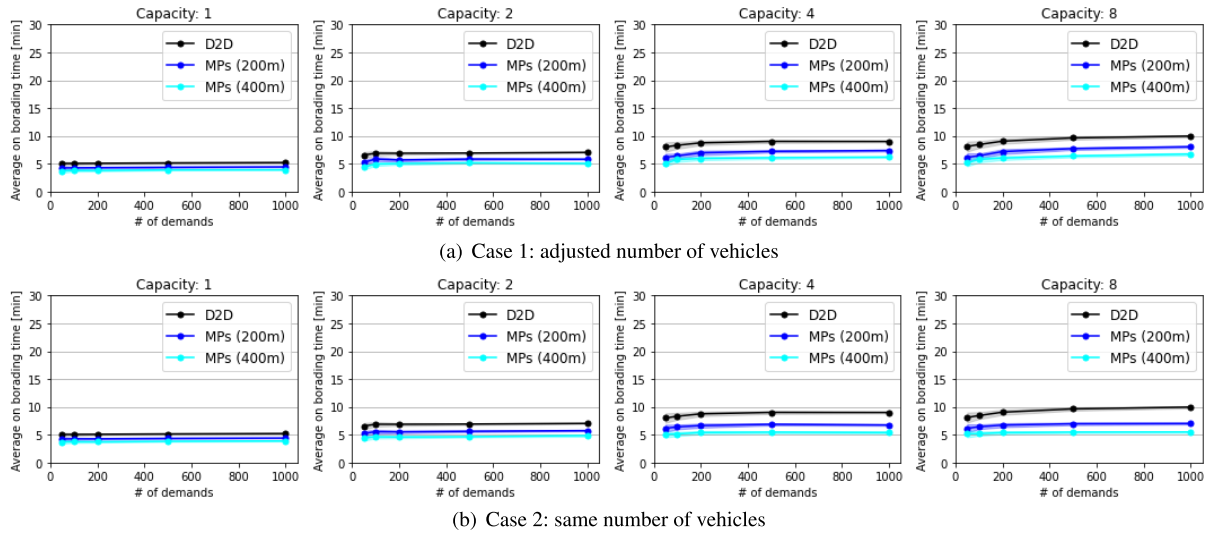 Capacity: 1
Average on borading time [min]
30
25
20
15
10
5
0
D2D
MPs (200m)
MPs (400m)
0 200 400 600 800 1000
# of demands
Capacity: 2
Average on borading time [min]
30
25
20
15
10
5
0
D2D
MPs (200m)
MPs (400m)
0 200 400 600 800 1000
# of demands
Capacity: 4
Average on borading time [min]
30
25
20
15
10
5
0
D2D
MPs (200m)
MPs (400m)
0 200 400 600 800 1000
# of demands
Capacity: 8
Average on borading time [min]
30
25
20
15
10
5
0
D2D
MPs (200m)
MPs (400m)
0 200 400 600 800 1000
# of demands
(a) Case 1: adjusted number of vehicles
Capacity: 1
Average on borading time [min]
30
25
20
15
10
5
0
D2D
MPs (200m)
MPs (400m)
0 200 400 600 800 1000
# of demands
Capacity: 2
Average on borading time [min]
30
25
20
15
10
5
0
D2D
MPs (200m)
MPs (400m)
0 200 400 600 800 1000
# of demands
Capacity: 4
Average on borading time [min]
30
25
20
15
10
5
0
D2D
MPs (200m)
MPs (400m)
0 200 400 600 800 1000
# of demands
Capacity: 8
Average on borading time [min]
30
25
20
15
10
5
0
D2D
MPs (200m)
MPs (400m)
0 200 400 600 800 1000
# of demands
(b) Case 2: same number of vehicles